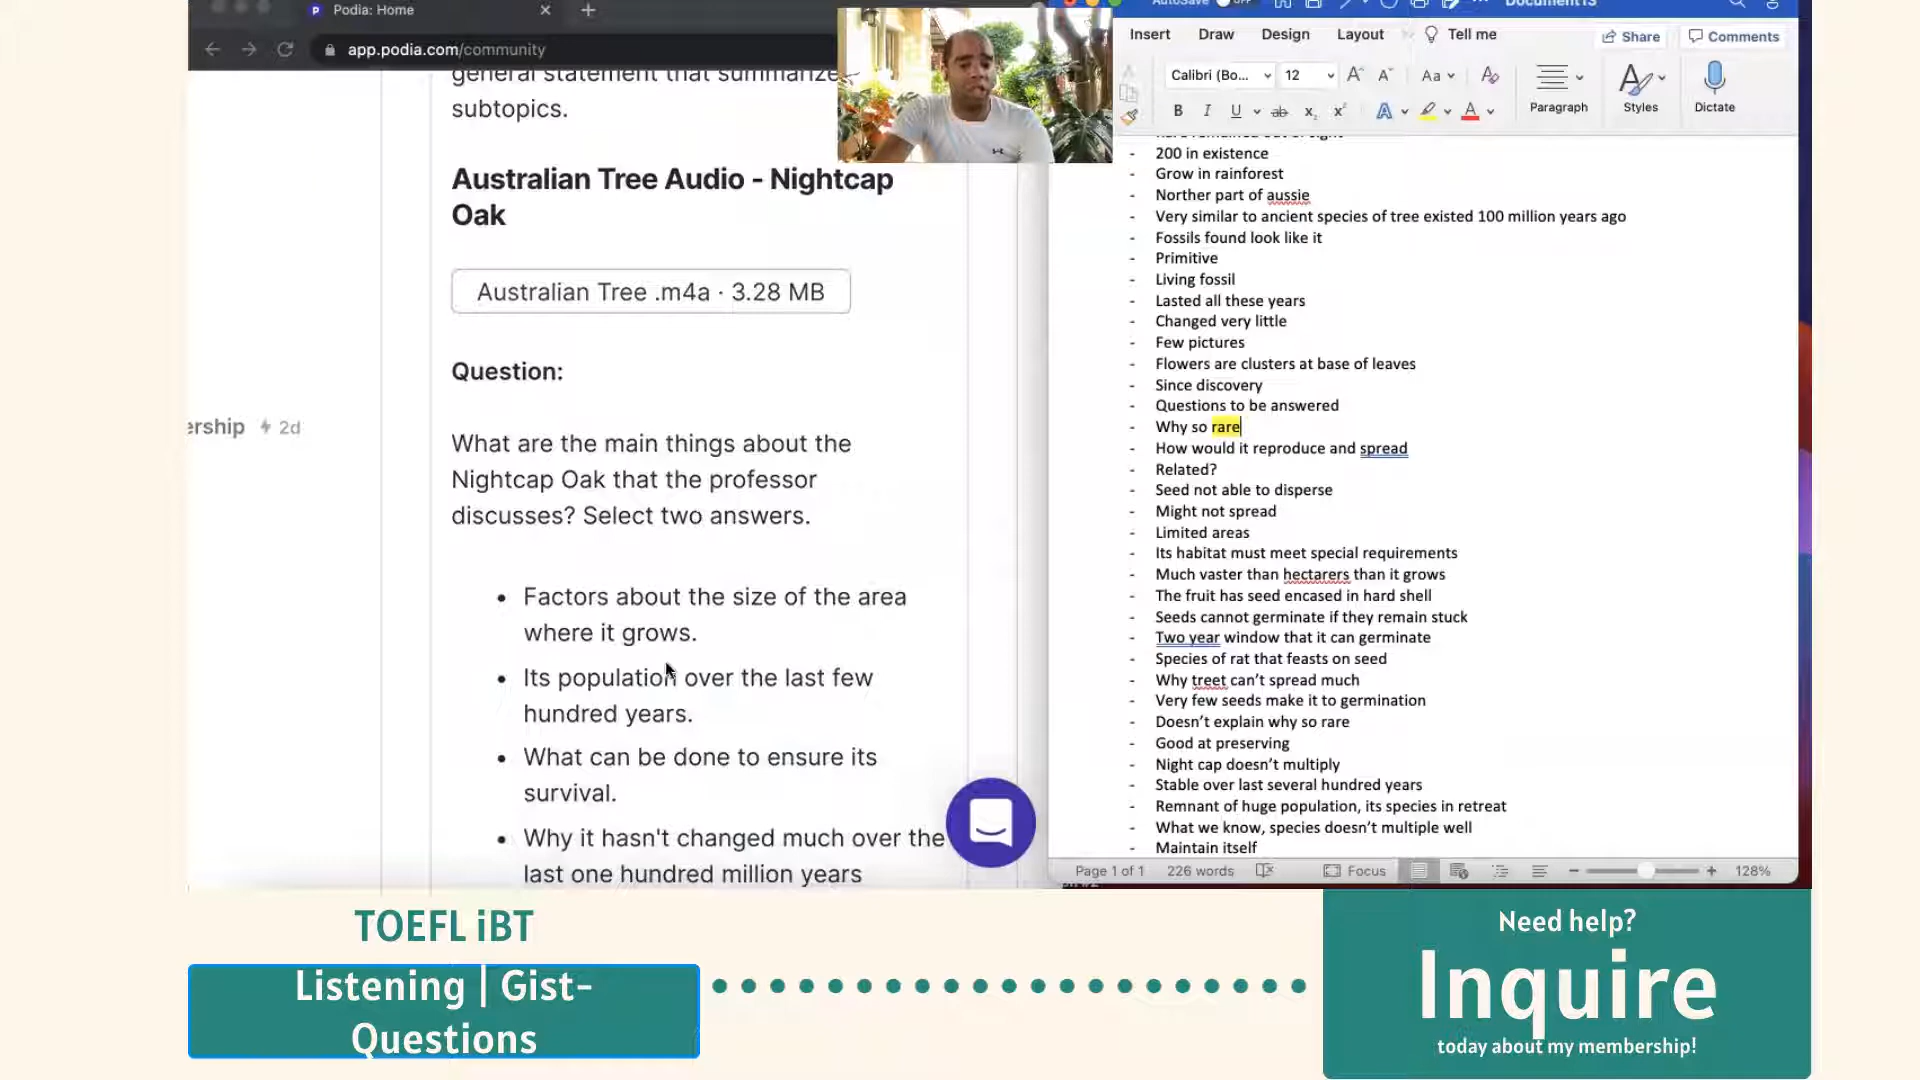 Podia: Home
app.podia.com/community
general statement that summarize
subtopics.
Australian Tree Audio - Nightcap
Oak
Australian Tree .m4a · 3.28 MB
Question:
ership 2d
What are the main things about the
Nightcap Oak that the professor
discusses? Select two answers.
• Factors about the size of the area
where it grows.
• Its population over the last few
hundred years.
• What can be done to ensure its
survival.
• Why it hasn't changed much over the
last one hundred million years
AutoSave OFF
Insert Draw Design Layout Tell me
Share Comments
Calibri (Bo... 12 Aa
B I U ab x x A A
Paragraph Styles Dictate
- 200 in existence
- Grow in rainforest
- Norther part of aussie
- Very similar to ancient species of tree existed 100 million years ago
- Fossils found look like it
- Primitive
- Living fossil
- Lasted all these years
- Changed very little
- Few pictures
- Flowers are clusters at base of leaves
- Since discovery
- Questions to be answered
- Why so rare
- How would it reproduce and spread
- Related?
- Seed not able to disperse
- Might not spread
- Limited areas
- Its habitat must meet special requirements
- Much vaster than hectarers than it grows
- The fruit has seed encased in hard shell
- Seeds cannot germinate if they remain stuck
- Two year window that it can germinate
- Species of rat that feasts on seed
- Why treet can't spread much
- Very few seeds make it to germination
- Doesn't explain why so rare
- Good at preserving
- Night cap doesn't multiply
- Stable over last several hundred years
- Remnant of huge population, its species in retreat
- What we know, species doesn't multiple well
- Maintain itself
Page 1 of 1 226 words Focus 128%
TOEFL iBT
Listening | Gist-
Questions
Need help?
Inquire
today about my membership!